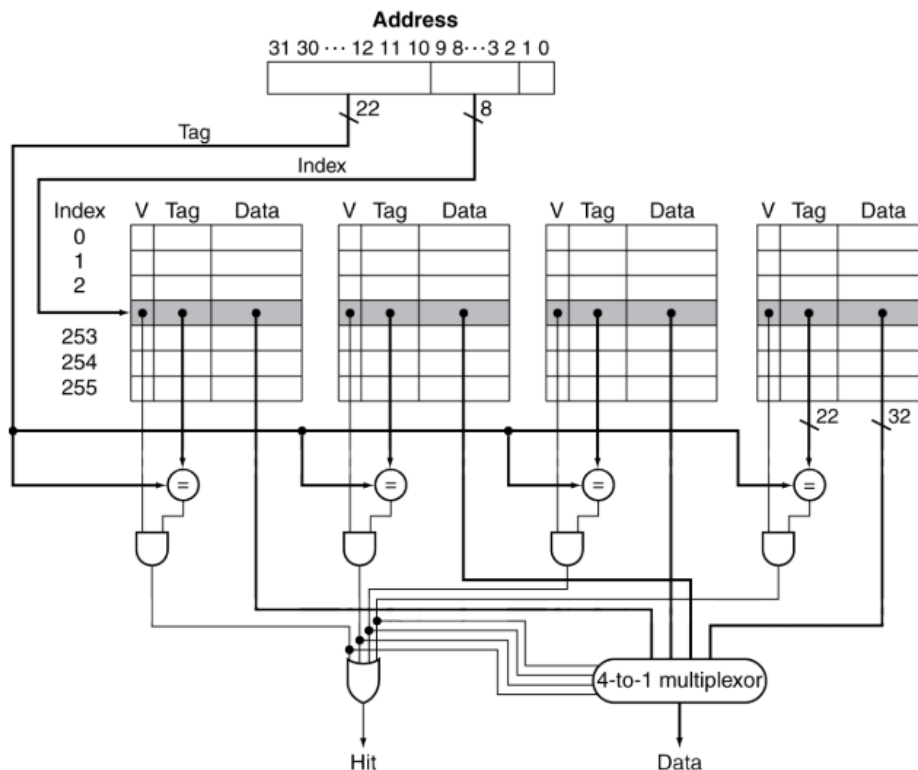 Address
31 30 ··· 12 11 10 9 8···3 2 1 0
22
8
Tag
Index
Index
V Tag Data
V Tag Data
V Tag Data
V Tag Data
0
1
2
253
254
255
22
32
=
=
=
=
4-to-1 multiplexor
Hit
Data